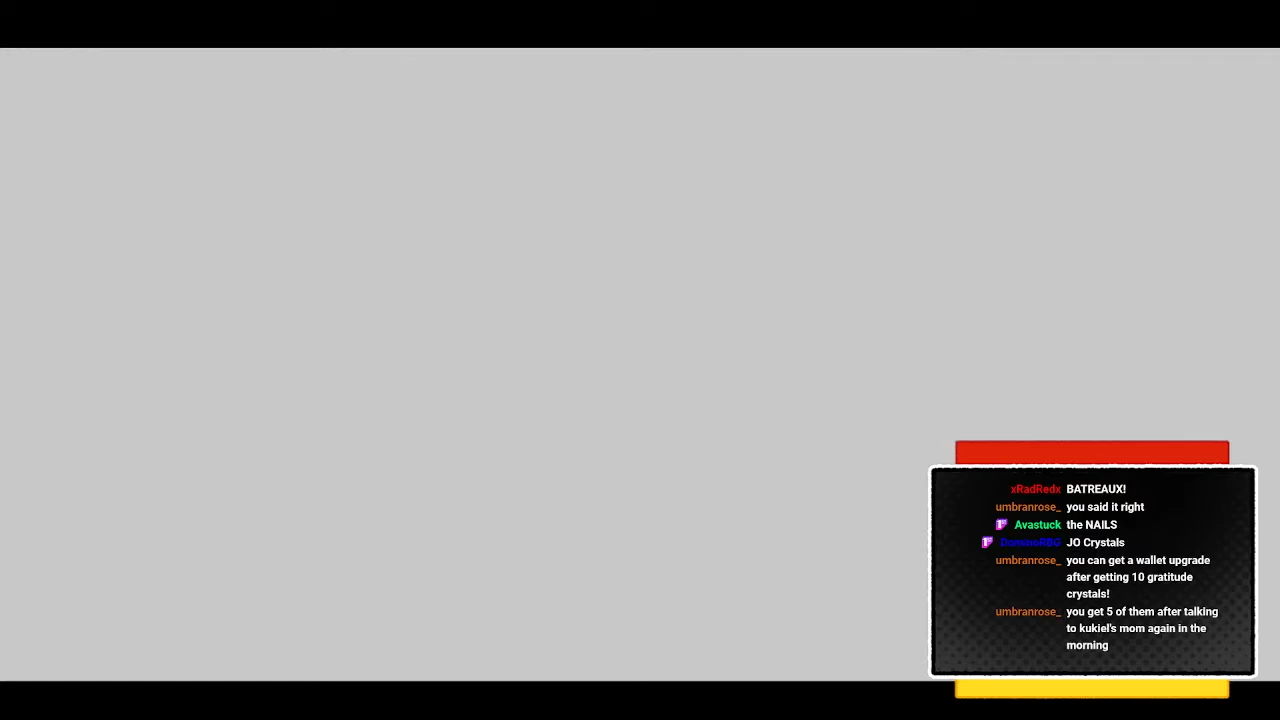 xRadRedx BATREAUX!
umbranrose_ you said it right
Avastuck the NAILS
DominoRBG JO Crystals
umbranrose_ you can get a wallet upgrade
after getting 10 gratitude
crystals!
umbranrose_ you get 5 of them after talking
to kukiel's mom again in the
morning